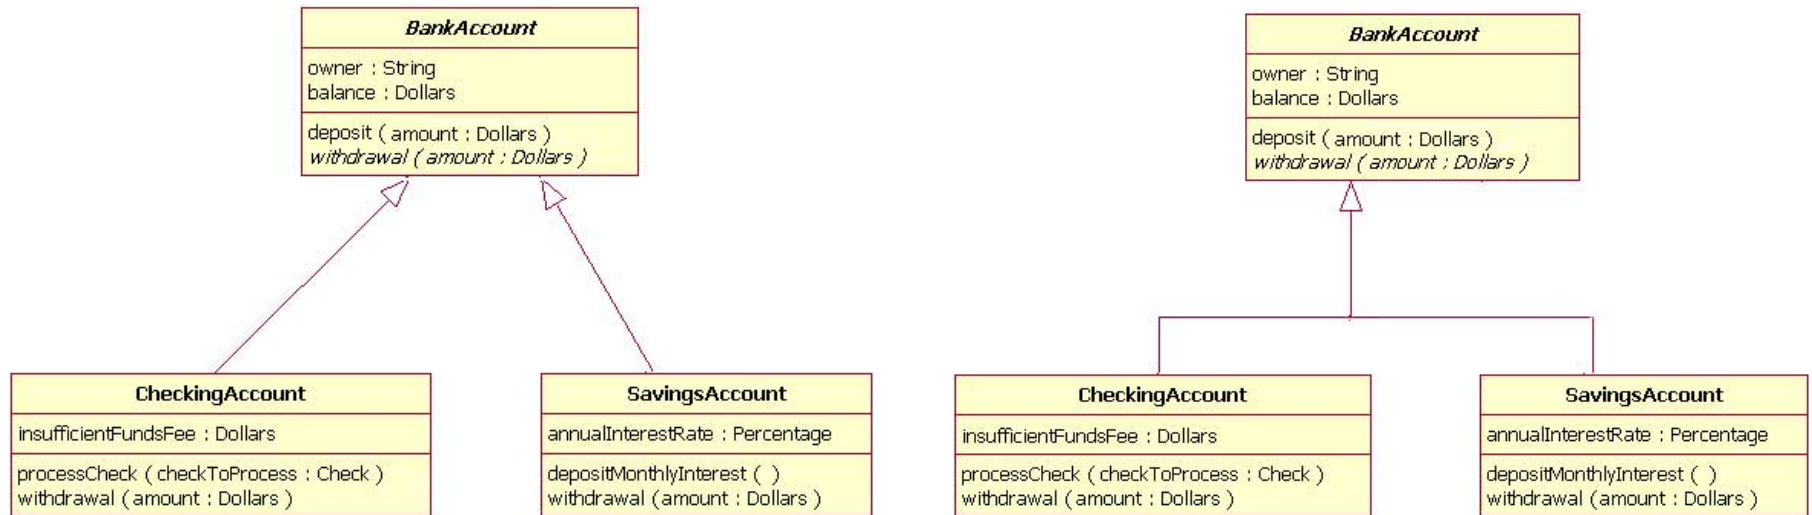 BankAccount
owner : String
balance : Dollars
deposit ( amount : Dollars )
withdrawal ( amount : Dollars )
CheckingAccount
insufficientFundsFee : Dollars
processCheck ( checkToProcess : Check )
withdrawal ( amount : Dollars )
SavingsAccount
annualInterestRate : Percentage
depositMonthlyInterest ( )
withdrawal ( amount : Dollars )
BankAccount
owner : String
balance : Dollars
deposit ( amount : Dollars )
withdrawal ( amount : Dollars )
CheckingAccount
insufficientFundsFee : Dollars
processCheck ( checkToProcess : Check )
withdrawal ( amount : Dollars )
SavingsAccount
annualInterestRate : Percentage
depositMonthlyInterest ( )
withdrawal ( amount : Dollars )